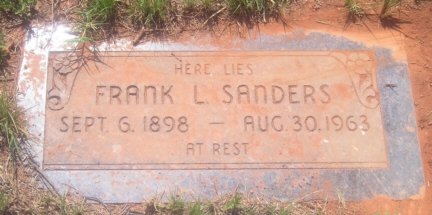 HERE LIES
FRANK L. SANDERS
SEPT. 6. 1898 — AUG. 30. 1963
AT REST